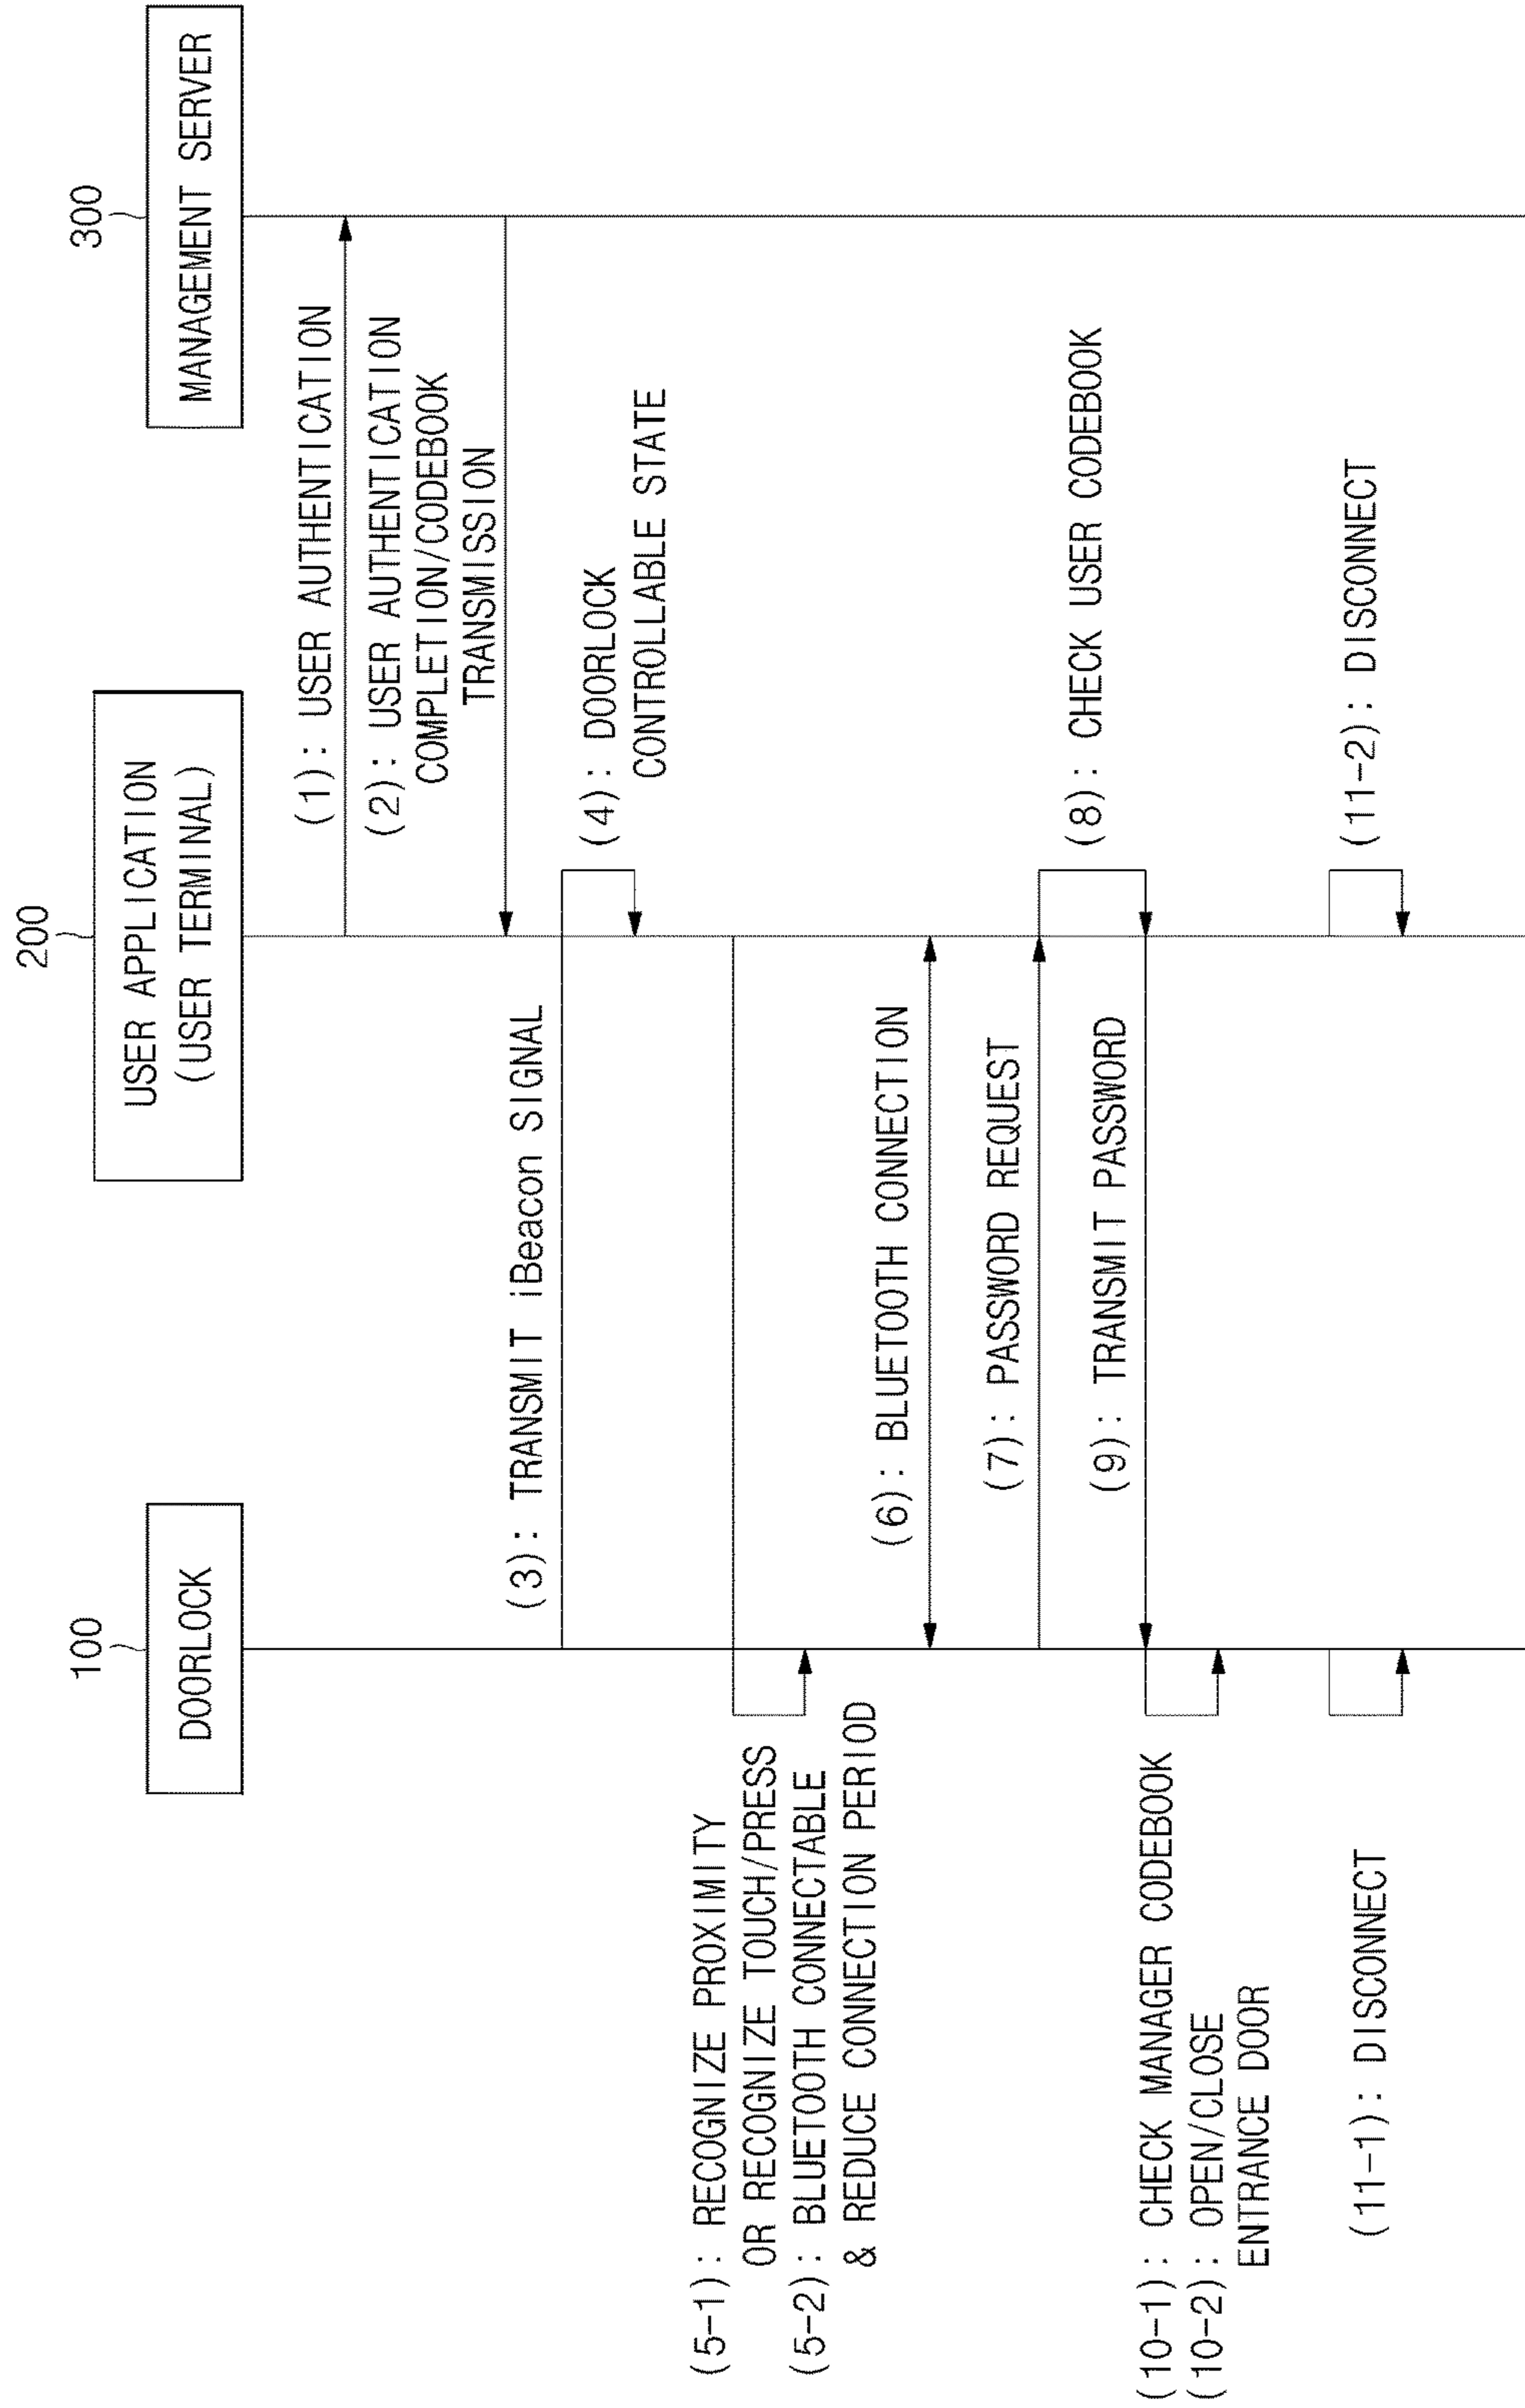 100
DOORLOCK
200
USER APPLICATION
(USER TERMINAL)
300
MANAGEMENT SERVER
(1): USER AUTHENTICATION
(2): USER AUTHENTICATION
COMPLETION/CODEBOOK
TRANSMISSION
(3): TRANSMIT iBeacon SIGNAL
(4): DOORLOCK
CONTROLLABLE STATE
(5-1): RECOGNIZE PROXIMITY
OR RECOGNIZE TOUCH/PRESS
(5-2): BLUETOOTH CONNECTABLE
& REDUCE CONNECTION PERIOD
(6): BLUETOOTH CONNECTION
(7): PASSWORD REQUEST
(8): CHECK USER CODEBOOK
(9): TRANSMIT PASSWORD
(10-1): CHECK MANAGER CODEBOOK
(10-2): OPEN/CLOSE
ENTRANCE DOOR
(11-1): DISCONNECT
(11-2): DISCONNECT